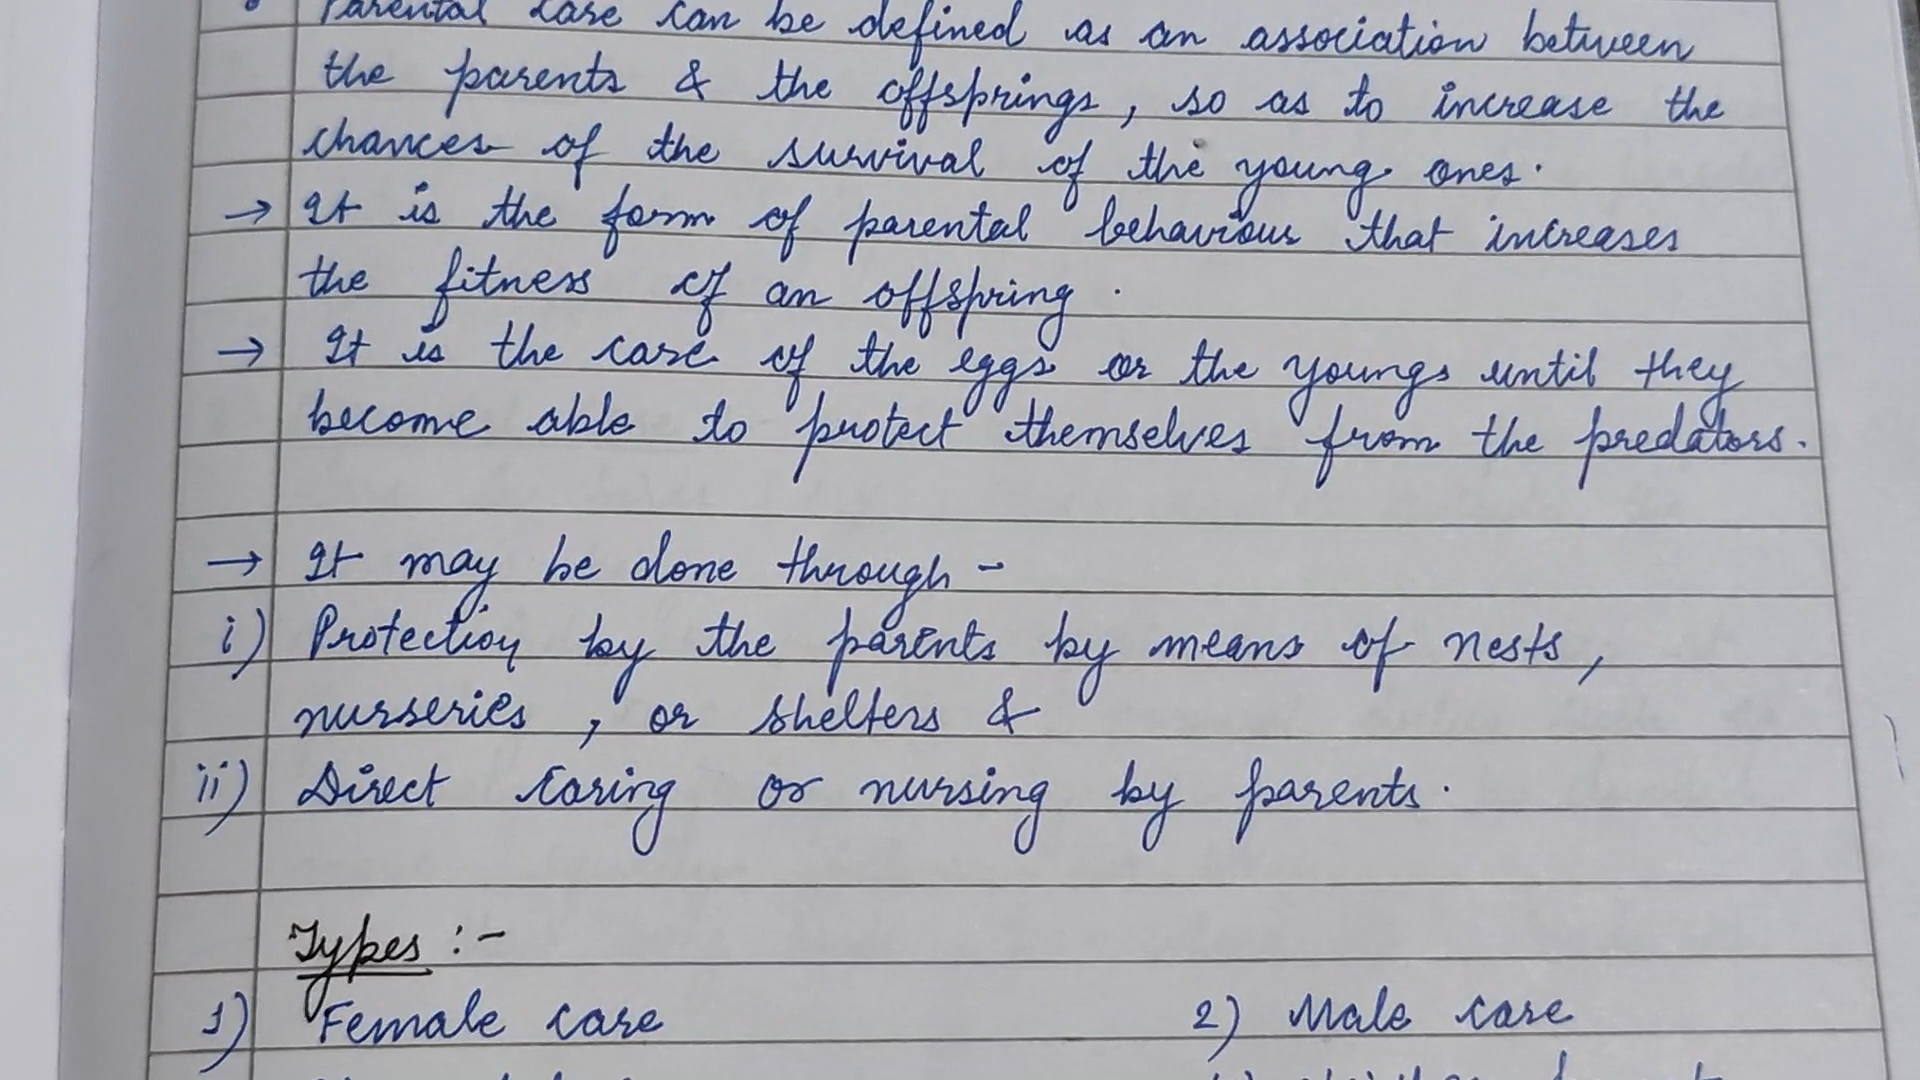 Parental care can be defined as an association between
the parents & the offsprings, so as to increase the
chances of the survival of the young ones.
→ It is the form of parental behaviour that increases
the fitness of an offspring.
→ It is the care of the eggs or the youngs until they
become able to protect themselves from the predators.
→ It may be done through -
i) Protection by the parents by means of nests,
nurseries, or shelters &
ii) Direct caring or nursing by parents.
Types :-
1) Female care 2) Male care